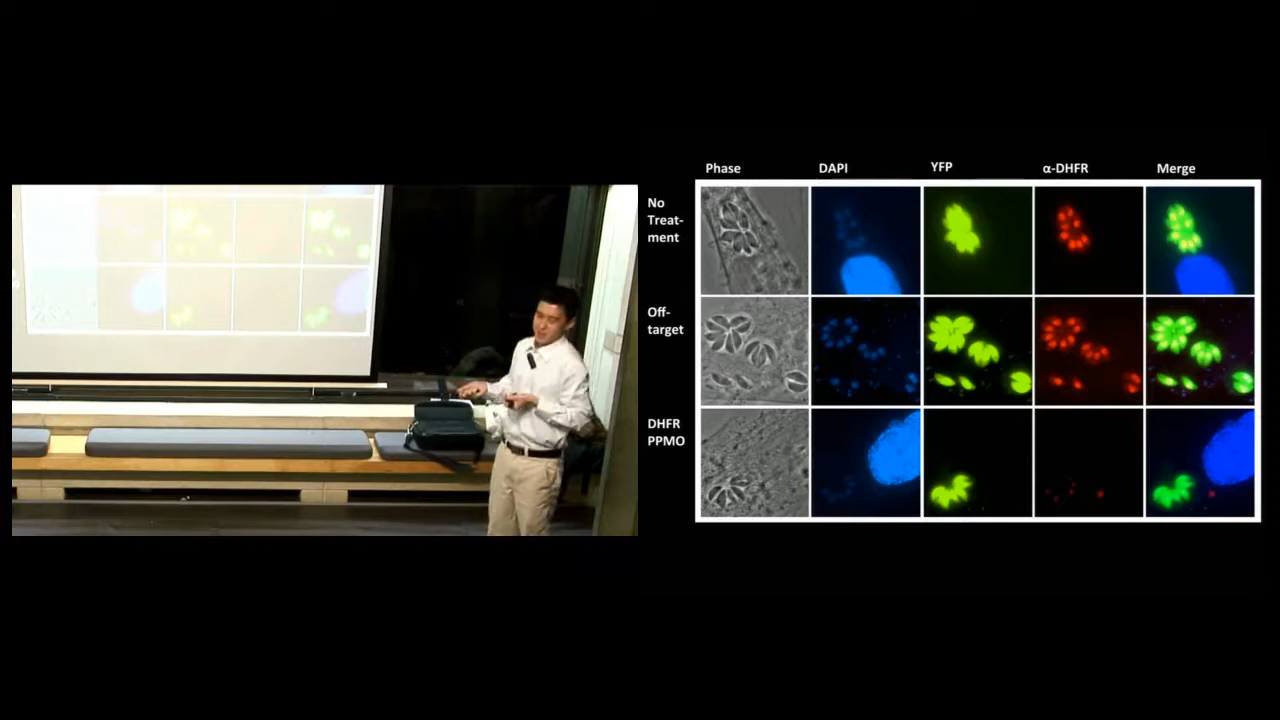 Phase DAPI YFP α-DHFR Merge
No
Treat-
ment
Off-
target
DHFR
PPMO